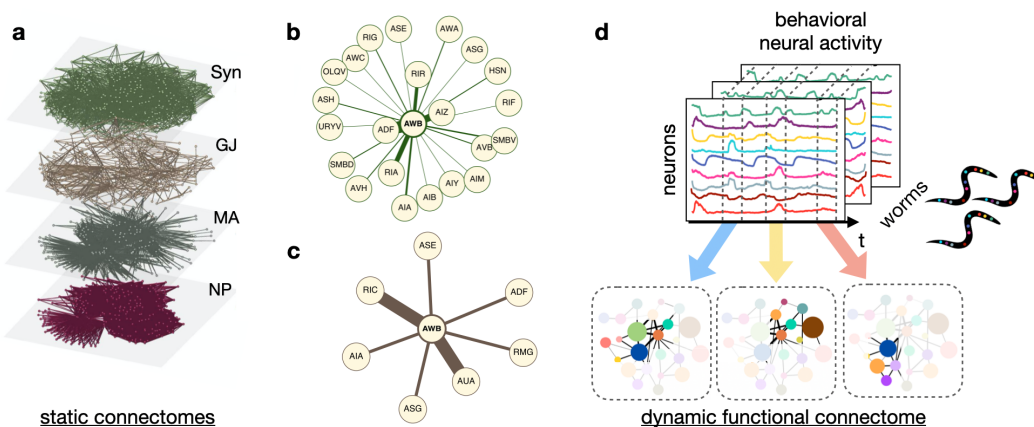 a
Syn
GJ
MA
NP
static connectomes
b
ASE
AWA
RIG
ASG
AWC
OLQV
RIR
HSN
ASH
AIZ
RIF
URYV
ADF
AWB
AVB
SMBV
SMBD
RIA
AVH
AIY
AIM
AIB
AIA
c
ASE
RIC
ADF
AWB
AIA
RMG
AUA
ASG
d
behavioral
neural activity
neurons
worms
t
dynamic functional connectome